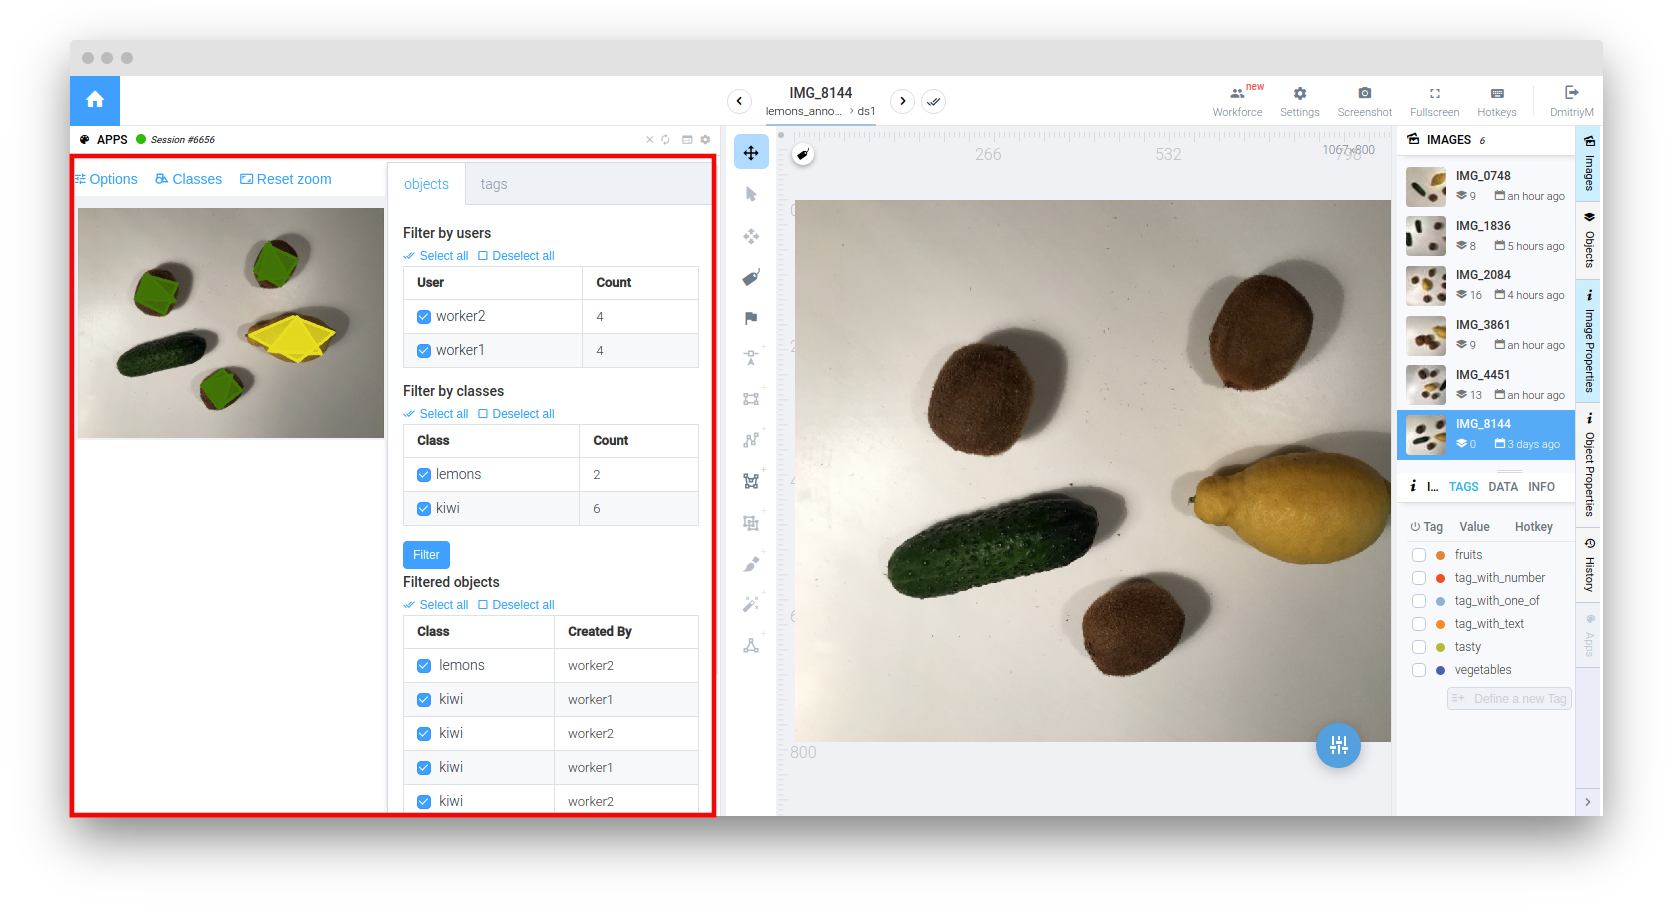 IMG_8144
lemons_anno... > ds1
Workforce
new
Settings
Screenshot
Fullscreen
Hotkeys
DmitriyM
APPS
Session #6656
Options
Classes
Reset zoom
objects
tags
Filter by users
Select all
Deselect all
User
Count
worker2
4
worker1
4
Filter by classes
Select all
Deselect all
Class
Count
lemons
2
kiwi
6
Filter
Filtered objects
Select all
Deselect all
Class
Created By
lemons
worker2
kiwi
worker1
kiwi
worker2
kiwi
worker1
kiwi
worker2
266
532
798
1067x800
800
IMAGES 6
IMG_0748
9
an hour ago
IMG_1836
8
5 hours ago
IMG_2084
16
4 hours ago
IMG_3861
9
an hour ago
IMG_4451
13
an hour ago
IMG_8144
0
3 days ago
i I... TAGS DATA INFO
Tag Value Hotkey
fruits
tag_with_number
tag_with_one_of
tag_with_text
tasty
vegetables
Define a new Tag
Images
Objects
Image Properties
Object Properties
History
Apps